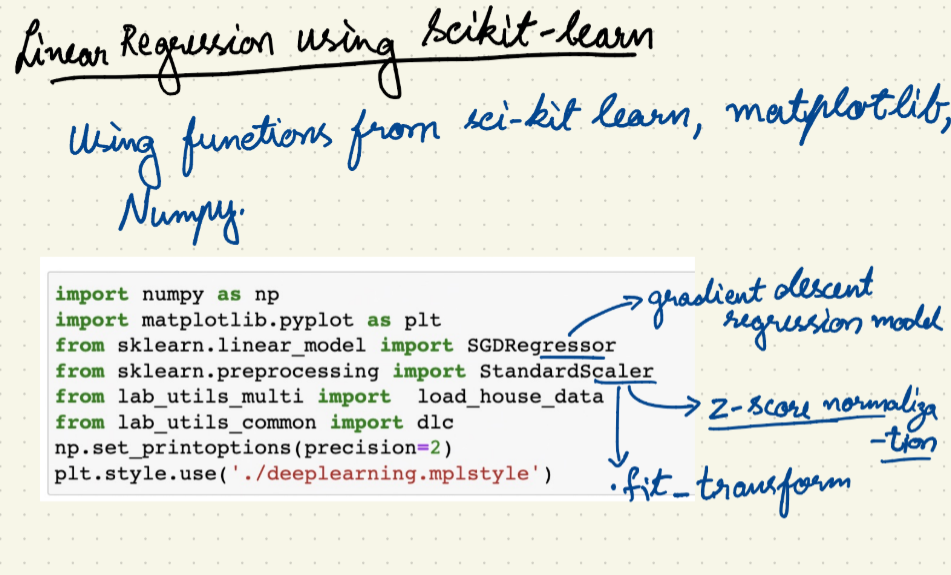 Linear Regression using Scikit-learn
Using functions from sci-kit learn, matplotlib,
Numpy.
import numpy as np
import matplotlib.pyplot as plt
from sklearn.linear_model import SGDRegressor
from sklearn.preprocessing import StandardScaler
from lab_utils_multi import  load_house_data
from lab_utils_common import dlc
np.set_printoptions(precision=2)
plt.style.use('./deeplearning.mplstyle')
gradient descent
regression model
z-score normaliza
-tion
.fit_transform